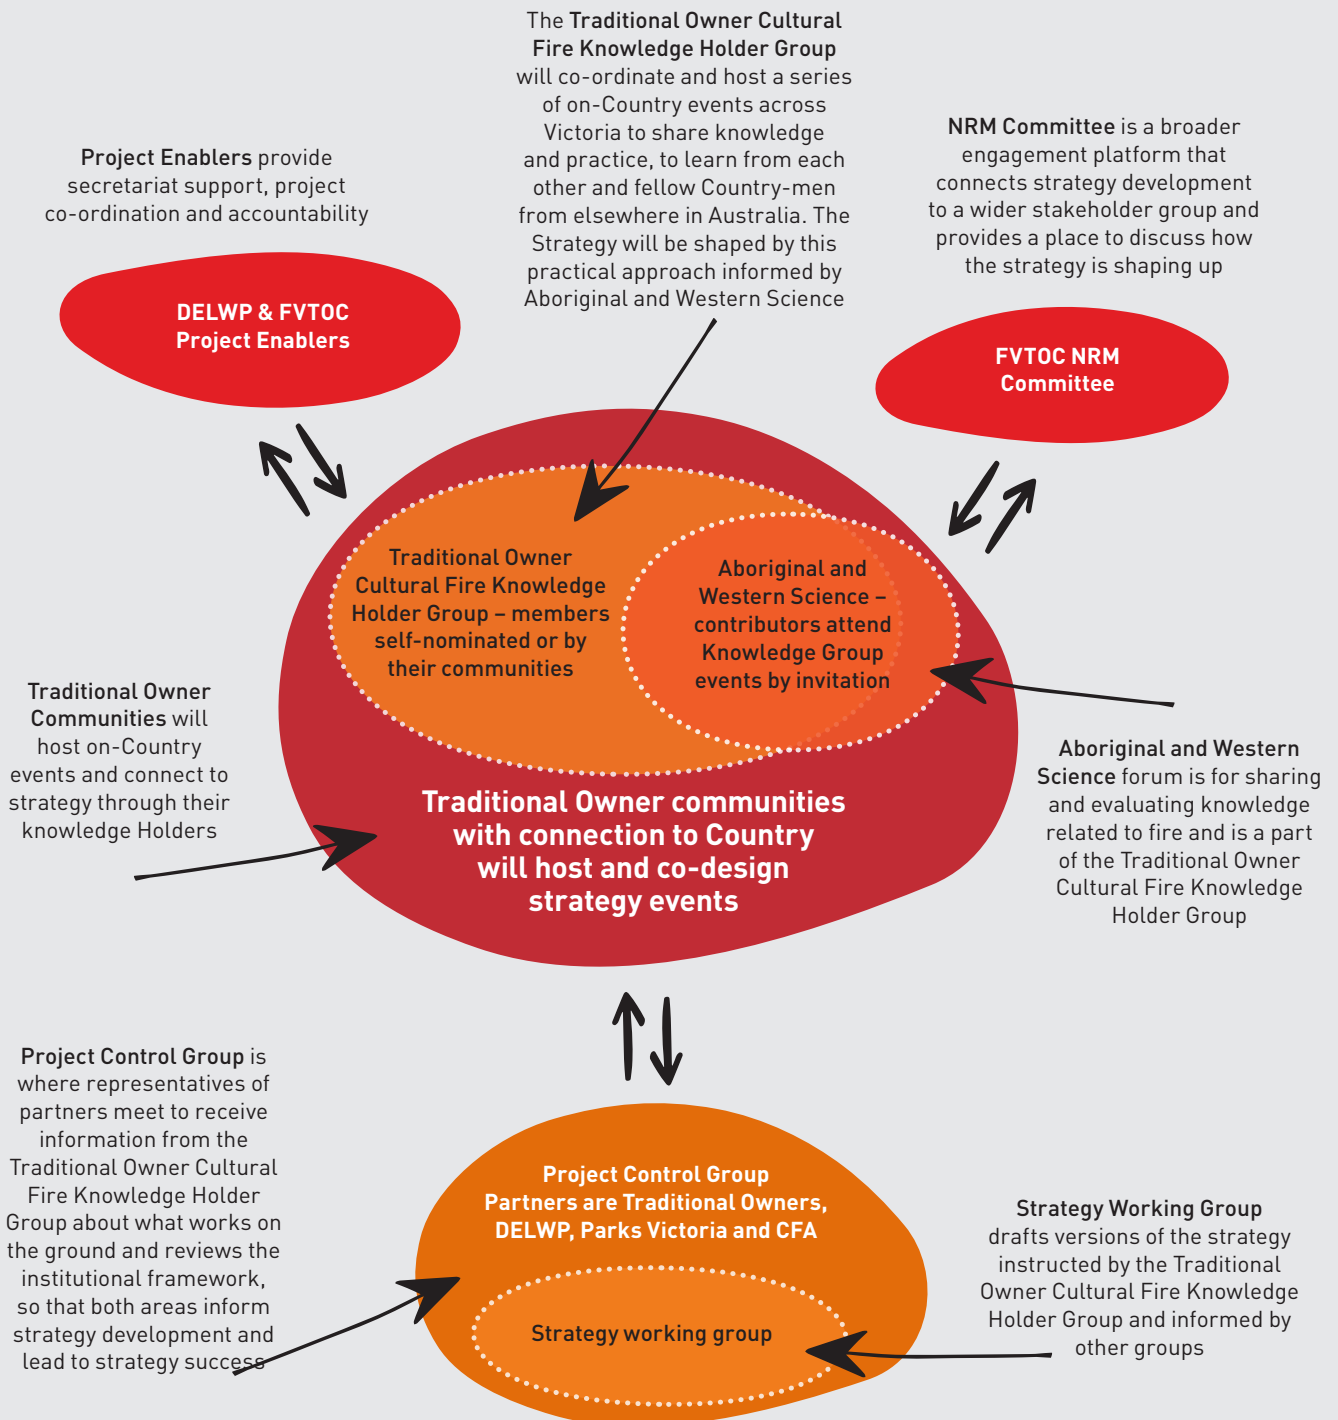 The Traditional Owner Cultural
Fire Knowledge Holder Group
will co-ordinate and host a series
of on-Country events across
Victoria to share knowledge
and practice, to learn from each
other and fellow Country-men
from elsewhere in Australia. The
Strategy will be shaped by this
practical approach informed by
Aboriginal and Western Science
Project Enablers provide
secretariat support, project
co-ordination and accountability
NRM Committee is a broader
engagement platform that
connects strategy development
to a wider stakeholder group and
provides a place to discuss how
the strategy is shaping up
DELWP & FVTOC
Project Enablers
FVTOC NRM
Committee
Traditional Owner
Cultural Fire Knowledge
Holder Group – members
self-nominated or by
their communities
Aboriginal and
Western Science –
contributors attend
Knowledge Group
events by invitation
Traditional Owner
Communities will
host on-Country
events and connect to
strategy through their
knowledge Holders
Traditional Owner communities
with connection to Country
will host and co-design
strategy events
Aboriginal and Western
Science forum is for sharing
and evaluating knowledge
related to fire and is a part
of the Traditional Owner
Cultural Fire Knowledge
Holder Group
Project Control Group is
where representatives of
partners meet to receive
information from the
Traditional Owner Cultural
Fire Knowledge Holder
Group about what works on
the ground and reviews the
institutional framework,
so that both areas inform
strategy development and
lead to strategy success
Project Control Group
Partners are Traditional Owners,
DELWP, Parks Victoria and CFA
Strategy working group
Strategy Working Group
drafts versions of the strategy
instructed by the Traditional
Owner Cultural Fire Knowledge
Holder Group and informed by
other groups